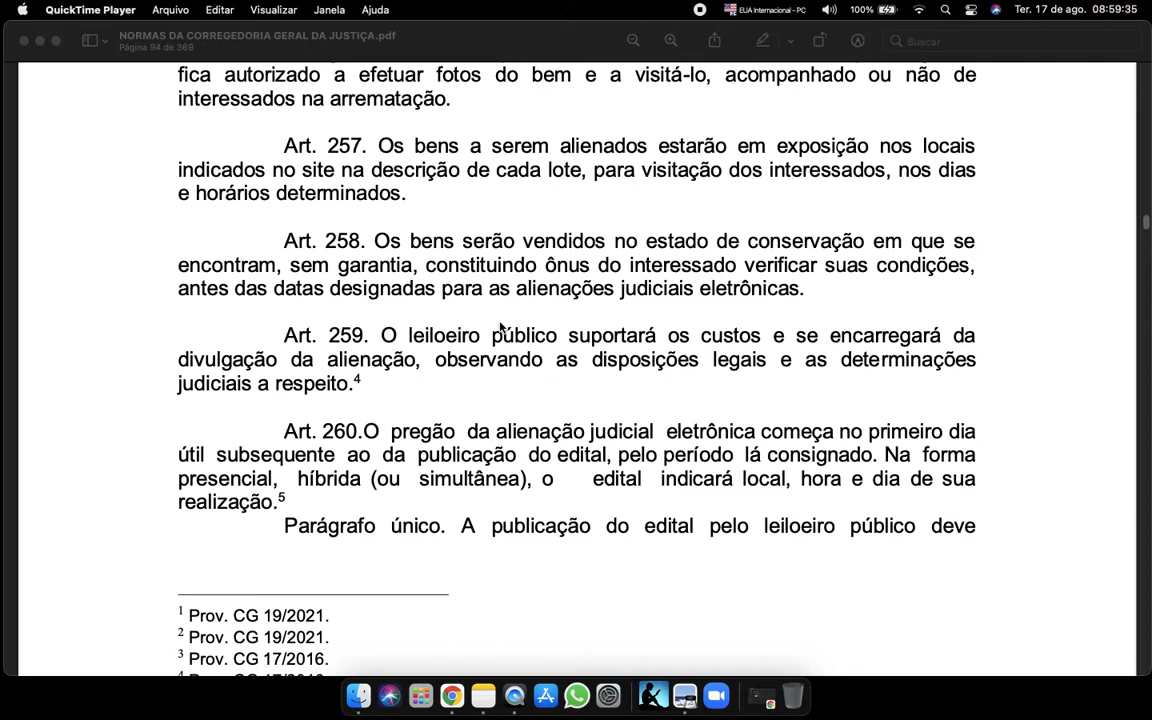 QuickTime Player Arquivo Editar Visualizar Janela Ajuda EUA Internacional - PC 100% Ter. 17 de ago. 08:59:35
NORMAS DA CORREGEDORIA GERAL DA JUSTIÇA.pdf
Página 94 de 369
Buscar
fica autorizado a efetuar fotos do bem e a visitá-lo, acompanhado ou não de
interessados na arrematação.
Art. 257. Os bens a serem alienados estarão em exposição nos locais
indicados no site na descrição de cada lote, para visitação dos interessados, nos dias
e horários determinados.
Art. 258. Os bens serão vendidos no estado de conservação em que se
encontram, sem garantia, constituindo ônus do interessado verificar suas condições,
antes das datas designadas para as alienações judiciais eletrônicas.
Art. 259. O leiloeiro público suportará os custos e se encarregará da
divulgação da alienação, observando as disposições legais e as determinações
judiciais a respeito.⁴
Art. 260.O pregão da alienação judicial eletrônica começa no primeiro dia
útil subsequente ao da publicação do edital, pelo período lá consignado. Na forma
presencial, híbrida (ou simultânea), o edital indicará local, hora e dia de sua
realização.⁵
Parágrafo único. A publicação do edital pelo leiloeiro público deve
¹ Prov. CG 19/2021.
² Prov. CG 19/2021.
³ Prov. CG 17/2016.